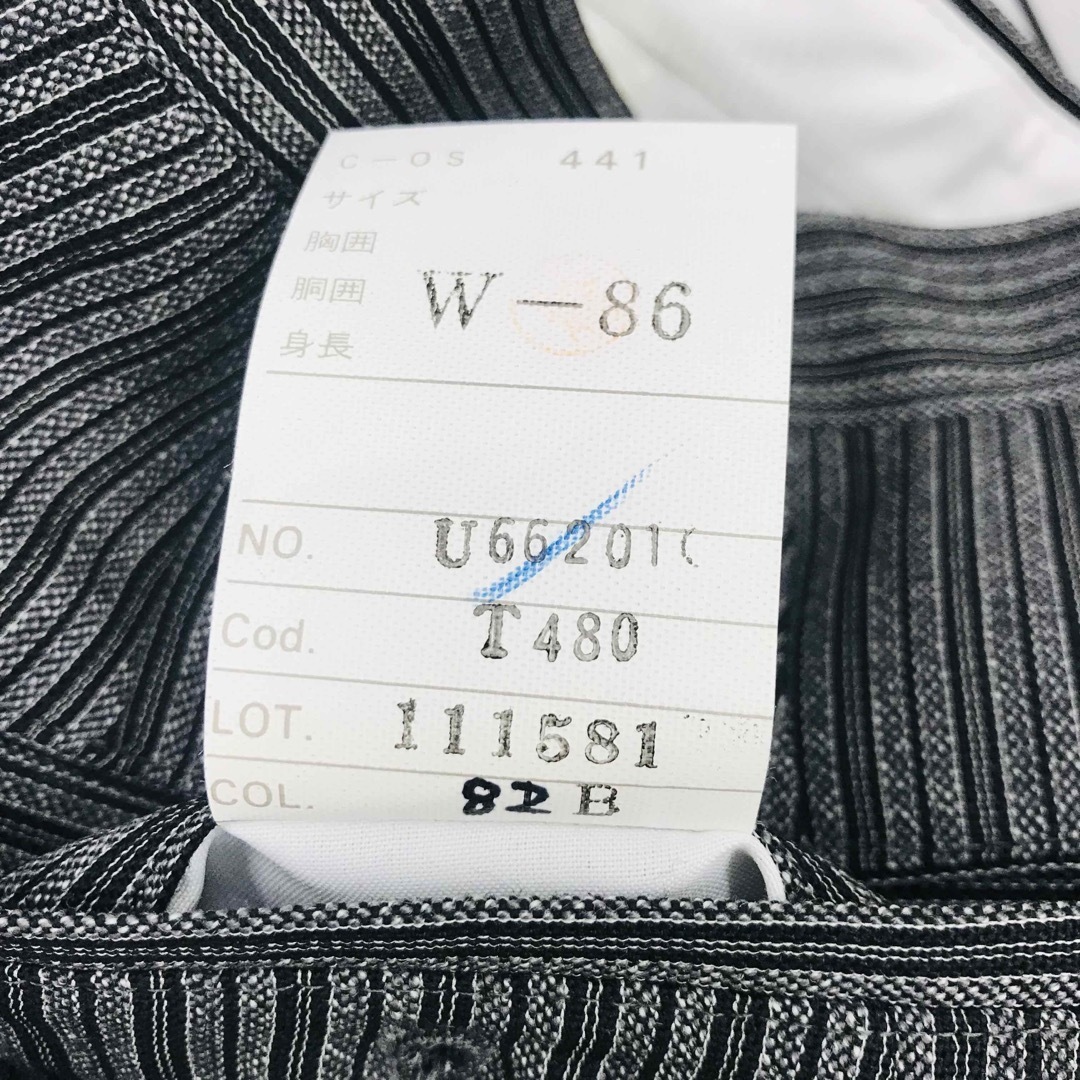 C-OS 441
サイズ
胸囲
胴囲 W-86
身長
NO. U66201
Cod. T480
LOT. 111581
COL. B